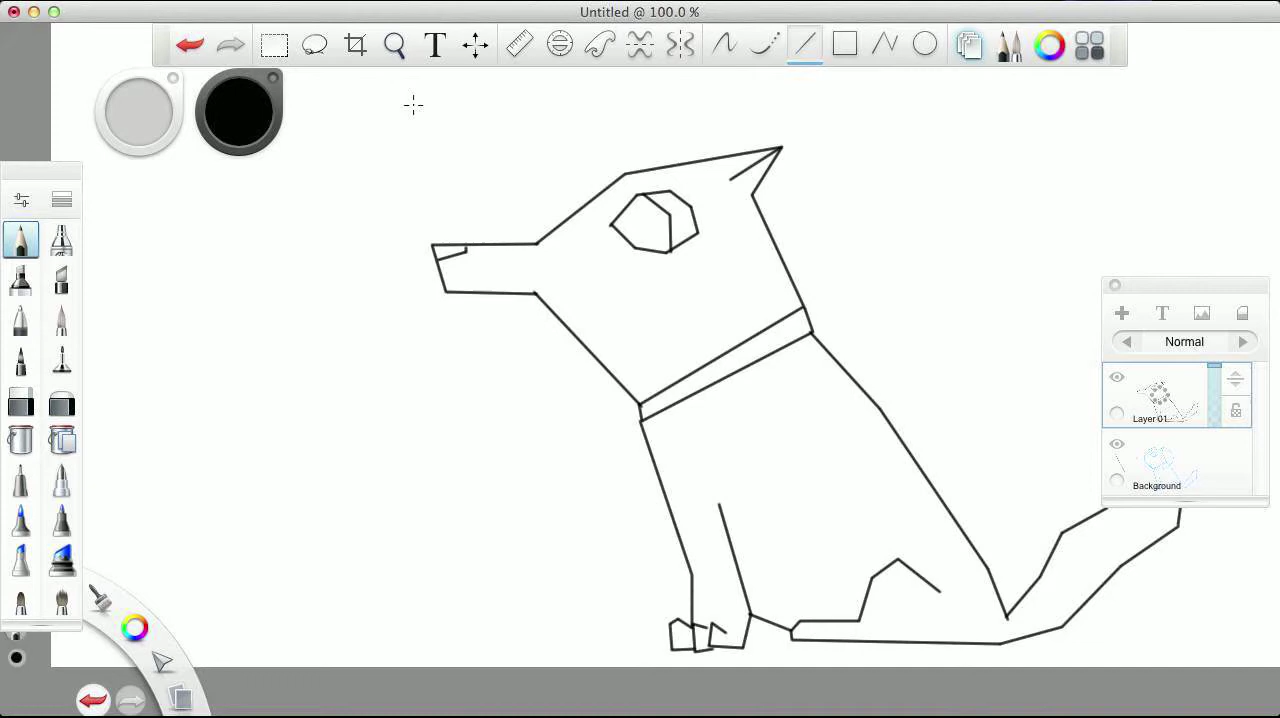 Untitled @ 100.0 %
T
T
Normal
Layer 01
Background